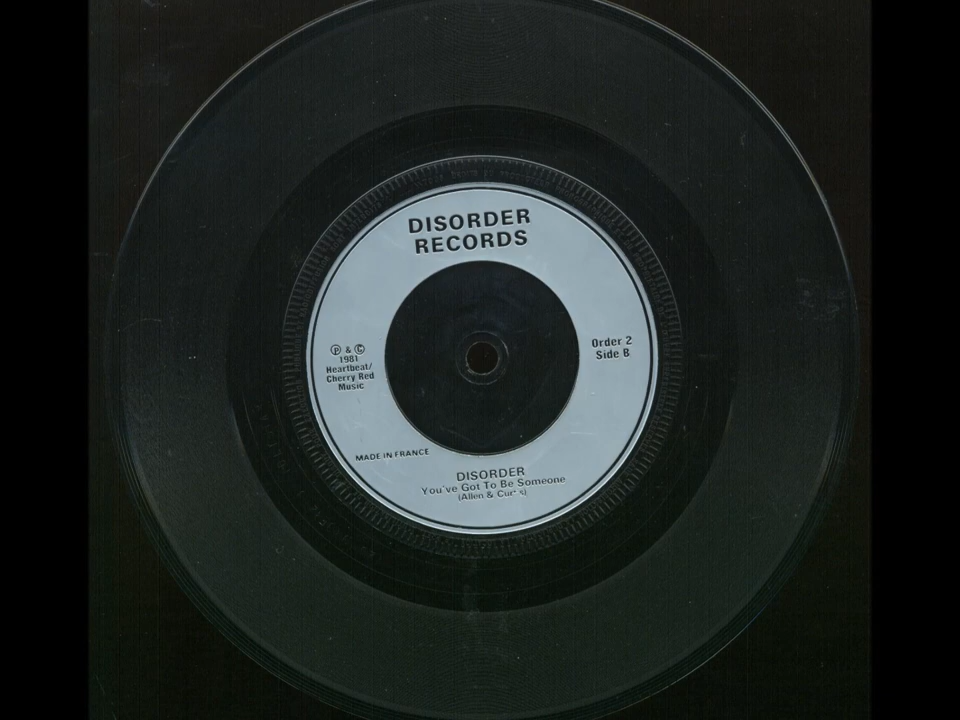 DISORDER
RECORDS
Ⓟ & Ⓒ
1981
Heartbeat/
Cherry Red
Music
Order 2
Side B
MADE IN FRANCE
DISORDER
You've Got To Be Someone
(Allen &